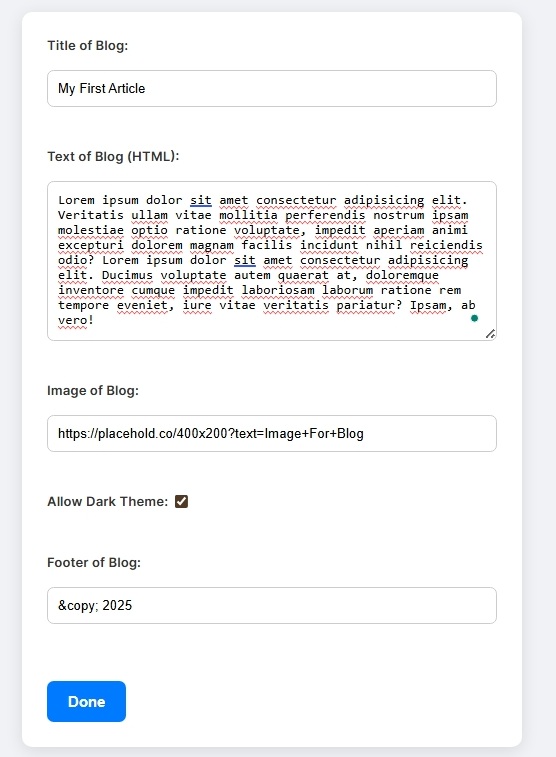 Title of Blog:
My First Article
Text of Blog (HTML):
Lorem ipsum dolor sit amet consectetur adipisicing elit.
Veritatis ullam vitae mollitia perferendis nostrum ipsam
molestiae optio ratione voluptate, impedit aperiam animi
excepturi dolorem magnam facilis incidunt nihil reiciendis
odio? Lorem ipsum dolor sit amet consectetur adipisicing
elit. Ducimus voluptate autem quaerat at, doloremque
inventore cumque impedit laboriosam laborum ratione rem
tempore eveniet, iure vitae veritatis pariatur? Ipsam, ab
vero!
Image of Blog:
https://placehold.co/400x200?text=Image+For+Blog
Allow Dark Theme:
Footer of Blog:
&copy; 2025
Done